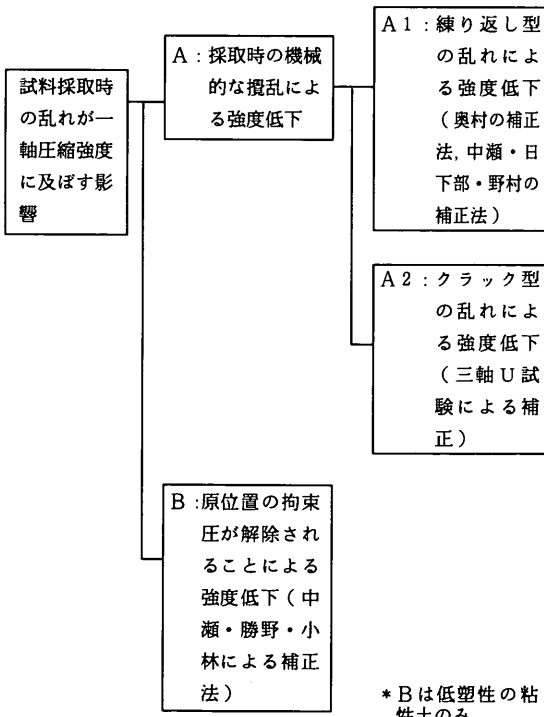 試料採取時
の乱れが一
軸圧縮強度
に及ぼす影
響
A：採取時の機械
的な攪乱によ
る強度低下
A1：練り返し型
の乱れによ
る強度低下
（奥村の補正
法，中瀬・日
下部・野村の
補正法）
A2：クラック型
の乱れによ
る強度低下
（三軸U試
験による補
正）
B：原位置の拘束
圧が解除され
ることによる
強度低下（中
瀬・勝野・小
林による補正
法）
*Bは低塑性の粘
性土のみ